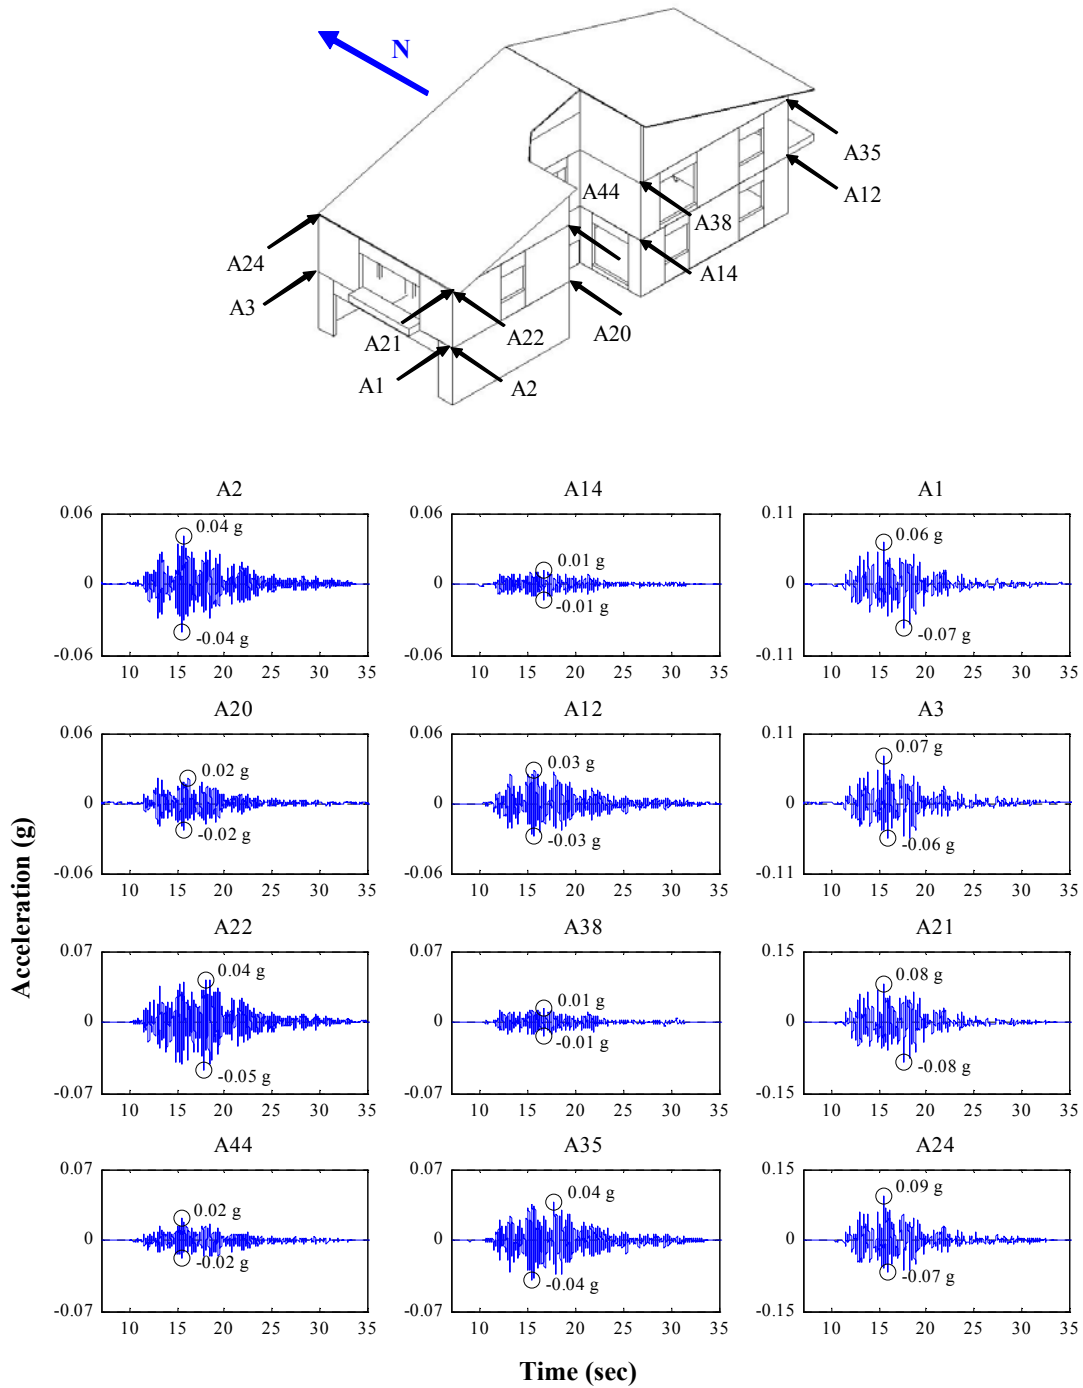 N
A35
A44
A12
A38
A24
A14
A3
A20
A21
A22
A1
A2
A2 A14 A1
0.06 0.04 g 0 -0.04 g -0.06
0.06 0.01 g 0 -0.01 g -0.06
0.11 0.06 g 0 -0.07 g -0.11
10 15 20 25 30 35 10 15 20 25 30 35 10 15 20 25 30 35
A20 A12 A3
0.06 0.02 g 0 -0.02 g -0.06
0.06 0.03 g 0 -0.03 g -0.06
0.11 0.07 g 0 -0.06 g -0.11
10 15 20 25 30 35 10 15 20 25 30 35 10 15 20 25 30 35
A22 A38 A21
0.07 0.04 g 0 -0.05 g -0.07
0.07 0.01 g 0 -0.01 g -0.07
0.15 0.08 g 0 -0.08 g -0.15
10 15 20 25 30 35 10 15 20 25 30 35 10 15 20 25 30 35
A44 A35 A24
0.07 0.02 g 0 -0.02 g -0.07
0.07 0.04 g 0 -0.04 g -0.07
0.15 0.09 g 0 -0.07 g -0.15
10 15 20 25 30 35 10 15 20 25 30 35 10 15 20 25 30 35
Acceleration (g)
Time (sec)